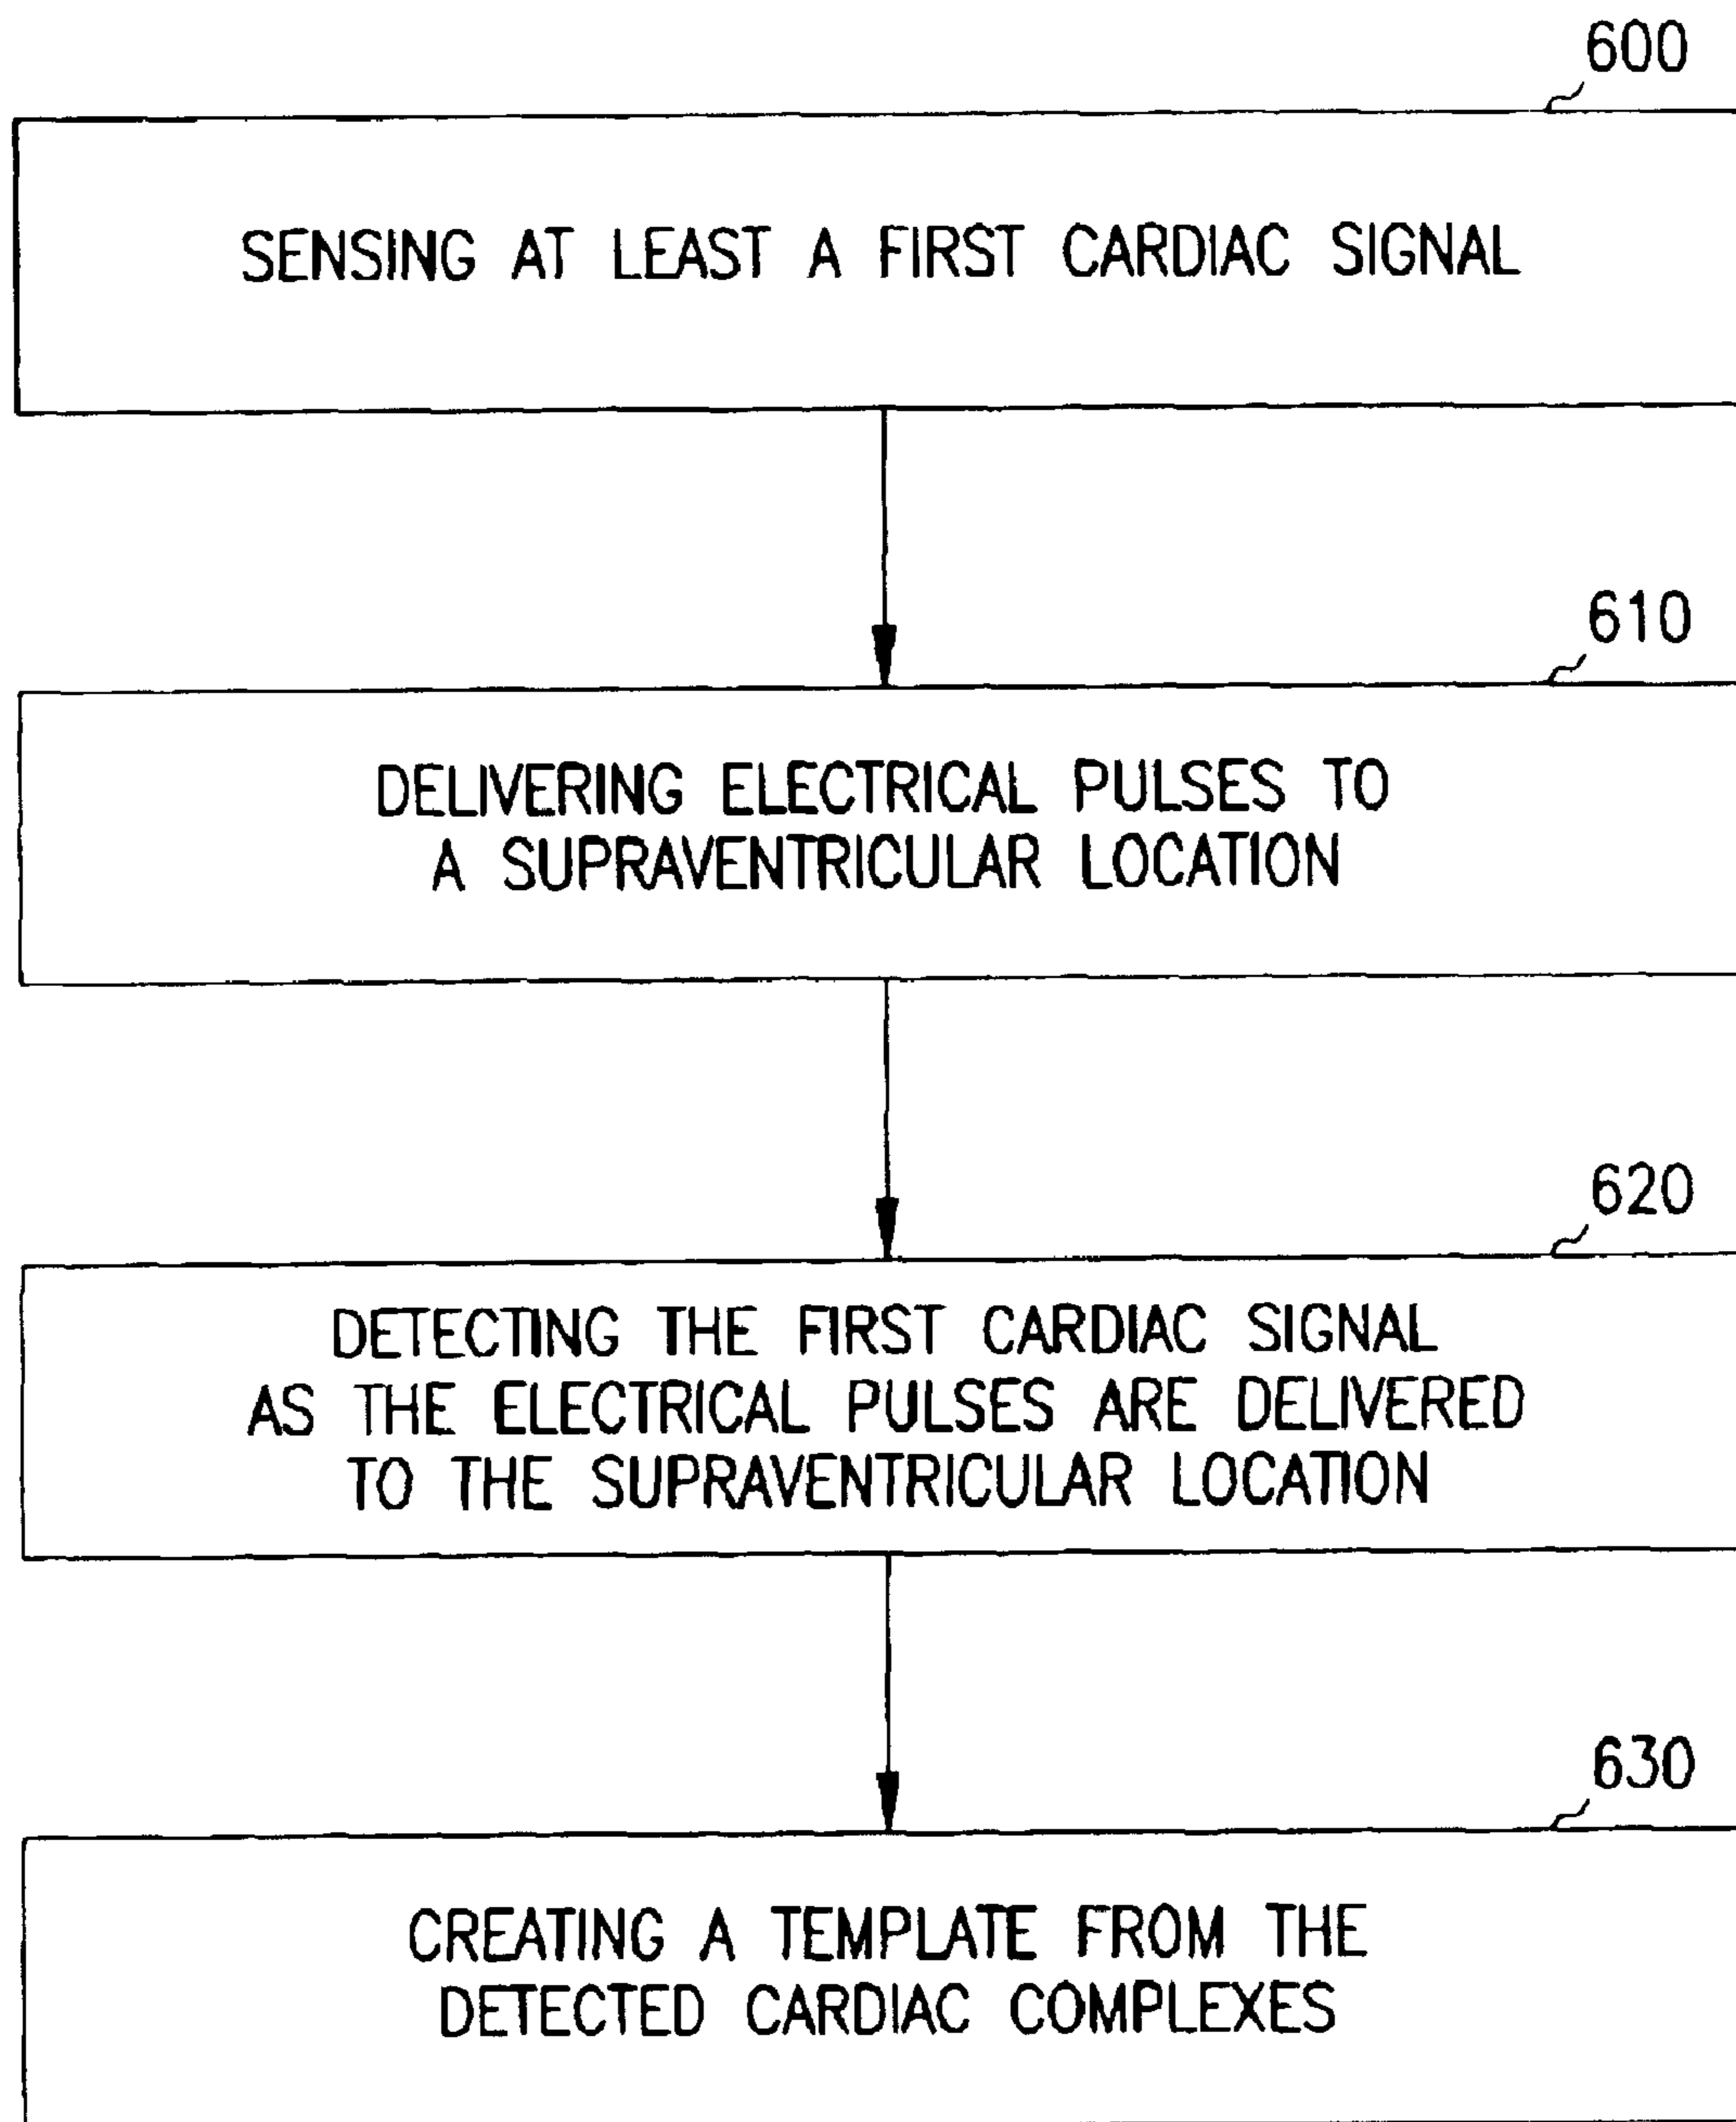 600
SENSING AT LEAST A FIRST CARDIAC SIGNAL
610
DELIVERING ELECTRICAL PULSES TO
A SUPRAVENTRICULAR LOCATION
620
DETECTING THE FIRST CARDIAC SIGNAL
AS THE ELECTRICAL PULSES ARE DELIVERED
TO THE SUPRAVENTRICULAR LOCATION
630
CREATING A TEMPLATE FROM THE
DETECTED CARDIAC COMPLEXES